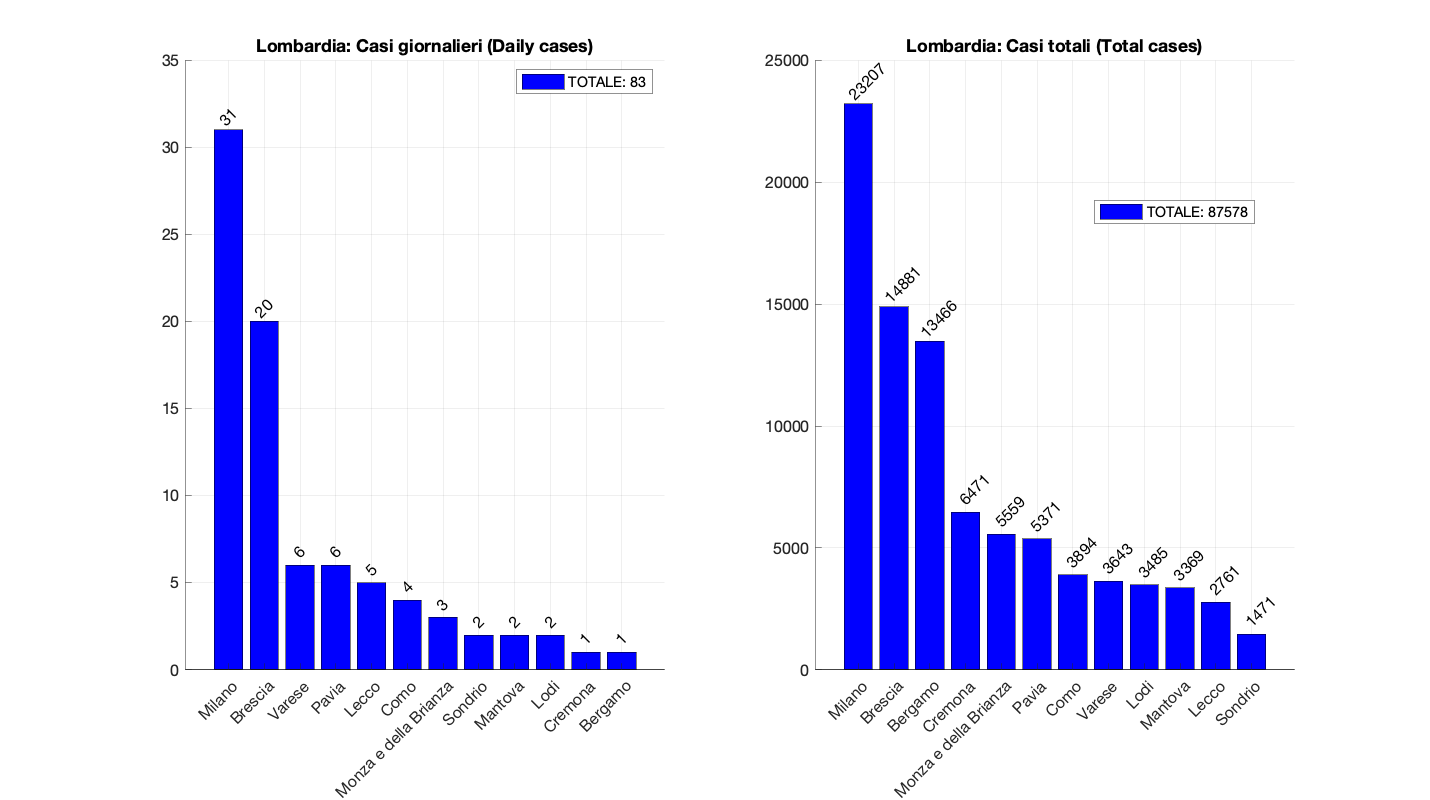 Lombardia: Casi giornalieri (Daily cases)
TOTALE: 83
35
30
25
20
15
10
5
0
31
20
6
6
5
4
3
2
2
2
1
1
Milano
Brescia
Varese
Pavia
Lecco
Como
Monza e della Brianza
Sondrio
Mantova
Lodi
Cremona
Bergamo
Lombardia: Casi totali (Total cases)
TOTALE: 87578
25000
20000
15000
10000
5000
0
23207
14881
13466
6471
5559
5371
3894
3643
3485
3369
2761
1471
Milano
Brescia
Bergamo
Cremona
Monza e della Brianza
Pavia
Como
Varese
Lodi
Mantova
Lecco
Sondrio